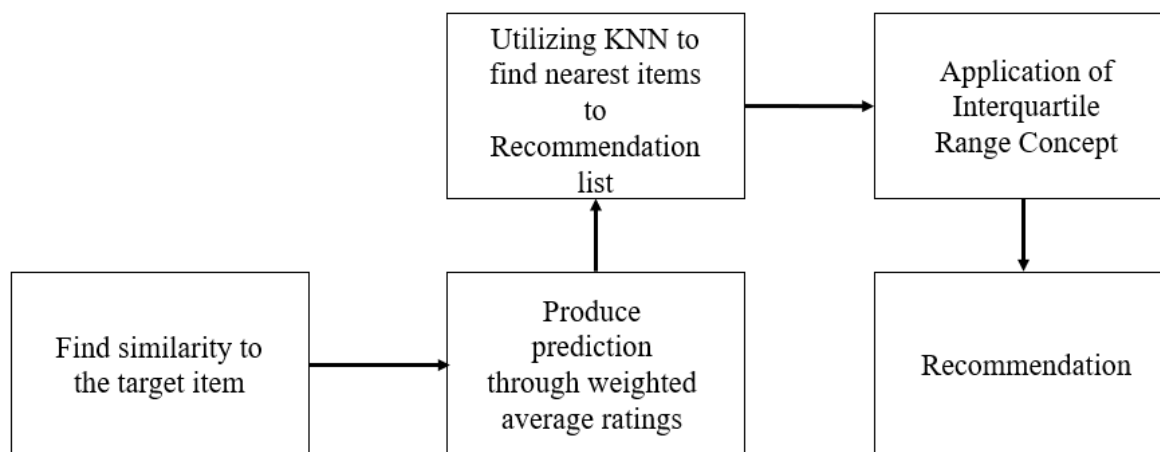 Find similarity to
the target item
Produce
prediction
through weighted
average ratings
Utilizing KNN to
find nearest items
to
Recommendation
list
Application of
Interquartile
Range Concept
Recommendation